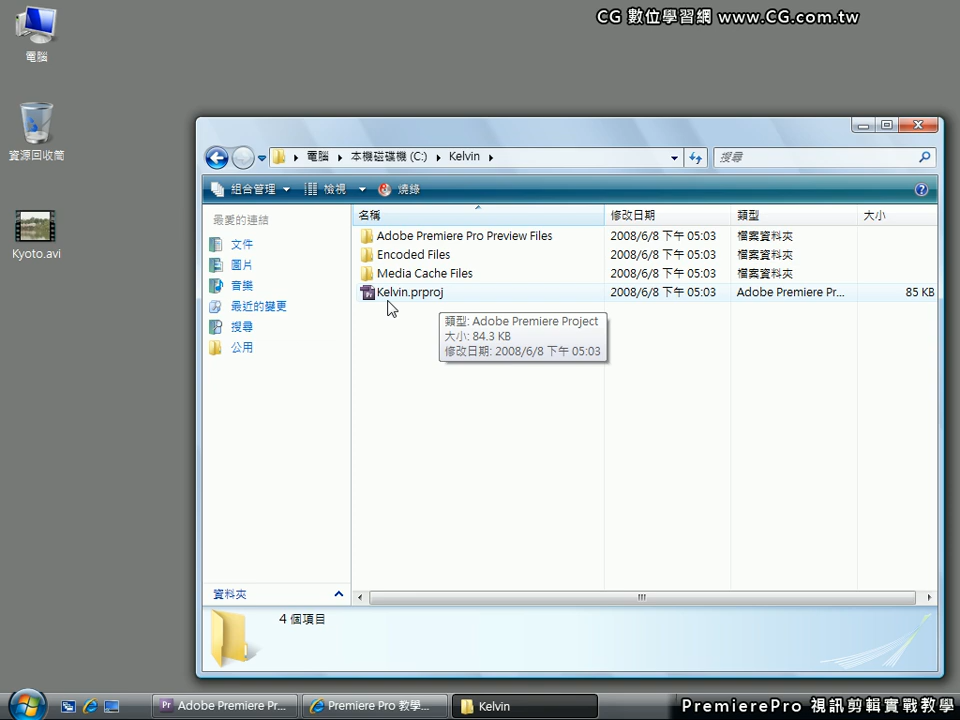 CG 數位學習網 www.CG.com.tw
電腦
資源回收筒
Kyoto.avi
電腦 本機磁碟機 (C:) Kelvin
搜尋
組合管理 檢視 燒錄
最愛的連結
文件
圖片
音樂
最近的變更
搜尋
公用
資料夾
名稱 修改日期 類型 大小
Adobe Premiere Pro Preview Files 2008/6/8 下午 05:03 檔案資料夾
Encoded Files 2008/6/8 下午 05:03 檔案資料夾
Media Cache Files 2008/6/8 下午 05:03 檔案資料夾
Kelvin.prproj 2008/6/8 下午 05:03 Adobe Premiere Pr... 85 KB
類型: Adobe Premiere Project
大小: 84.3 KB
修改日期: 2008/6/8 下午 05:03
4 個項目
Adobe Premiere Pr...
Premiere Pro 教學...
Kelvin
PremierePro 視訊剪輯實戰教學